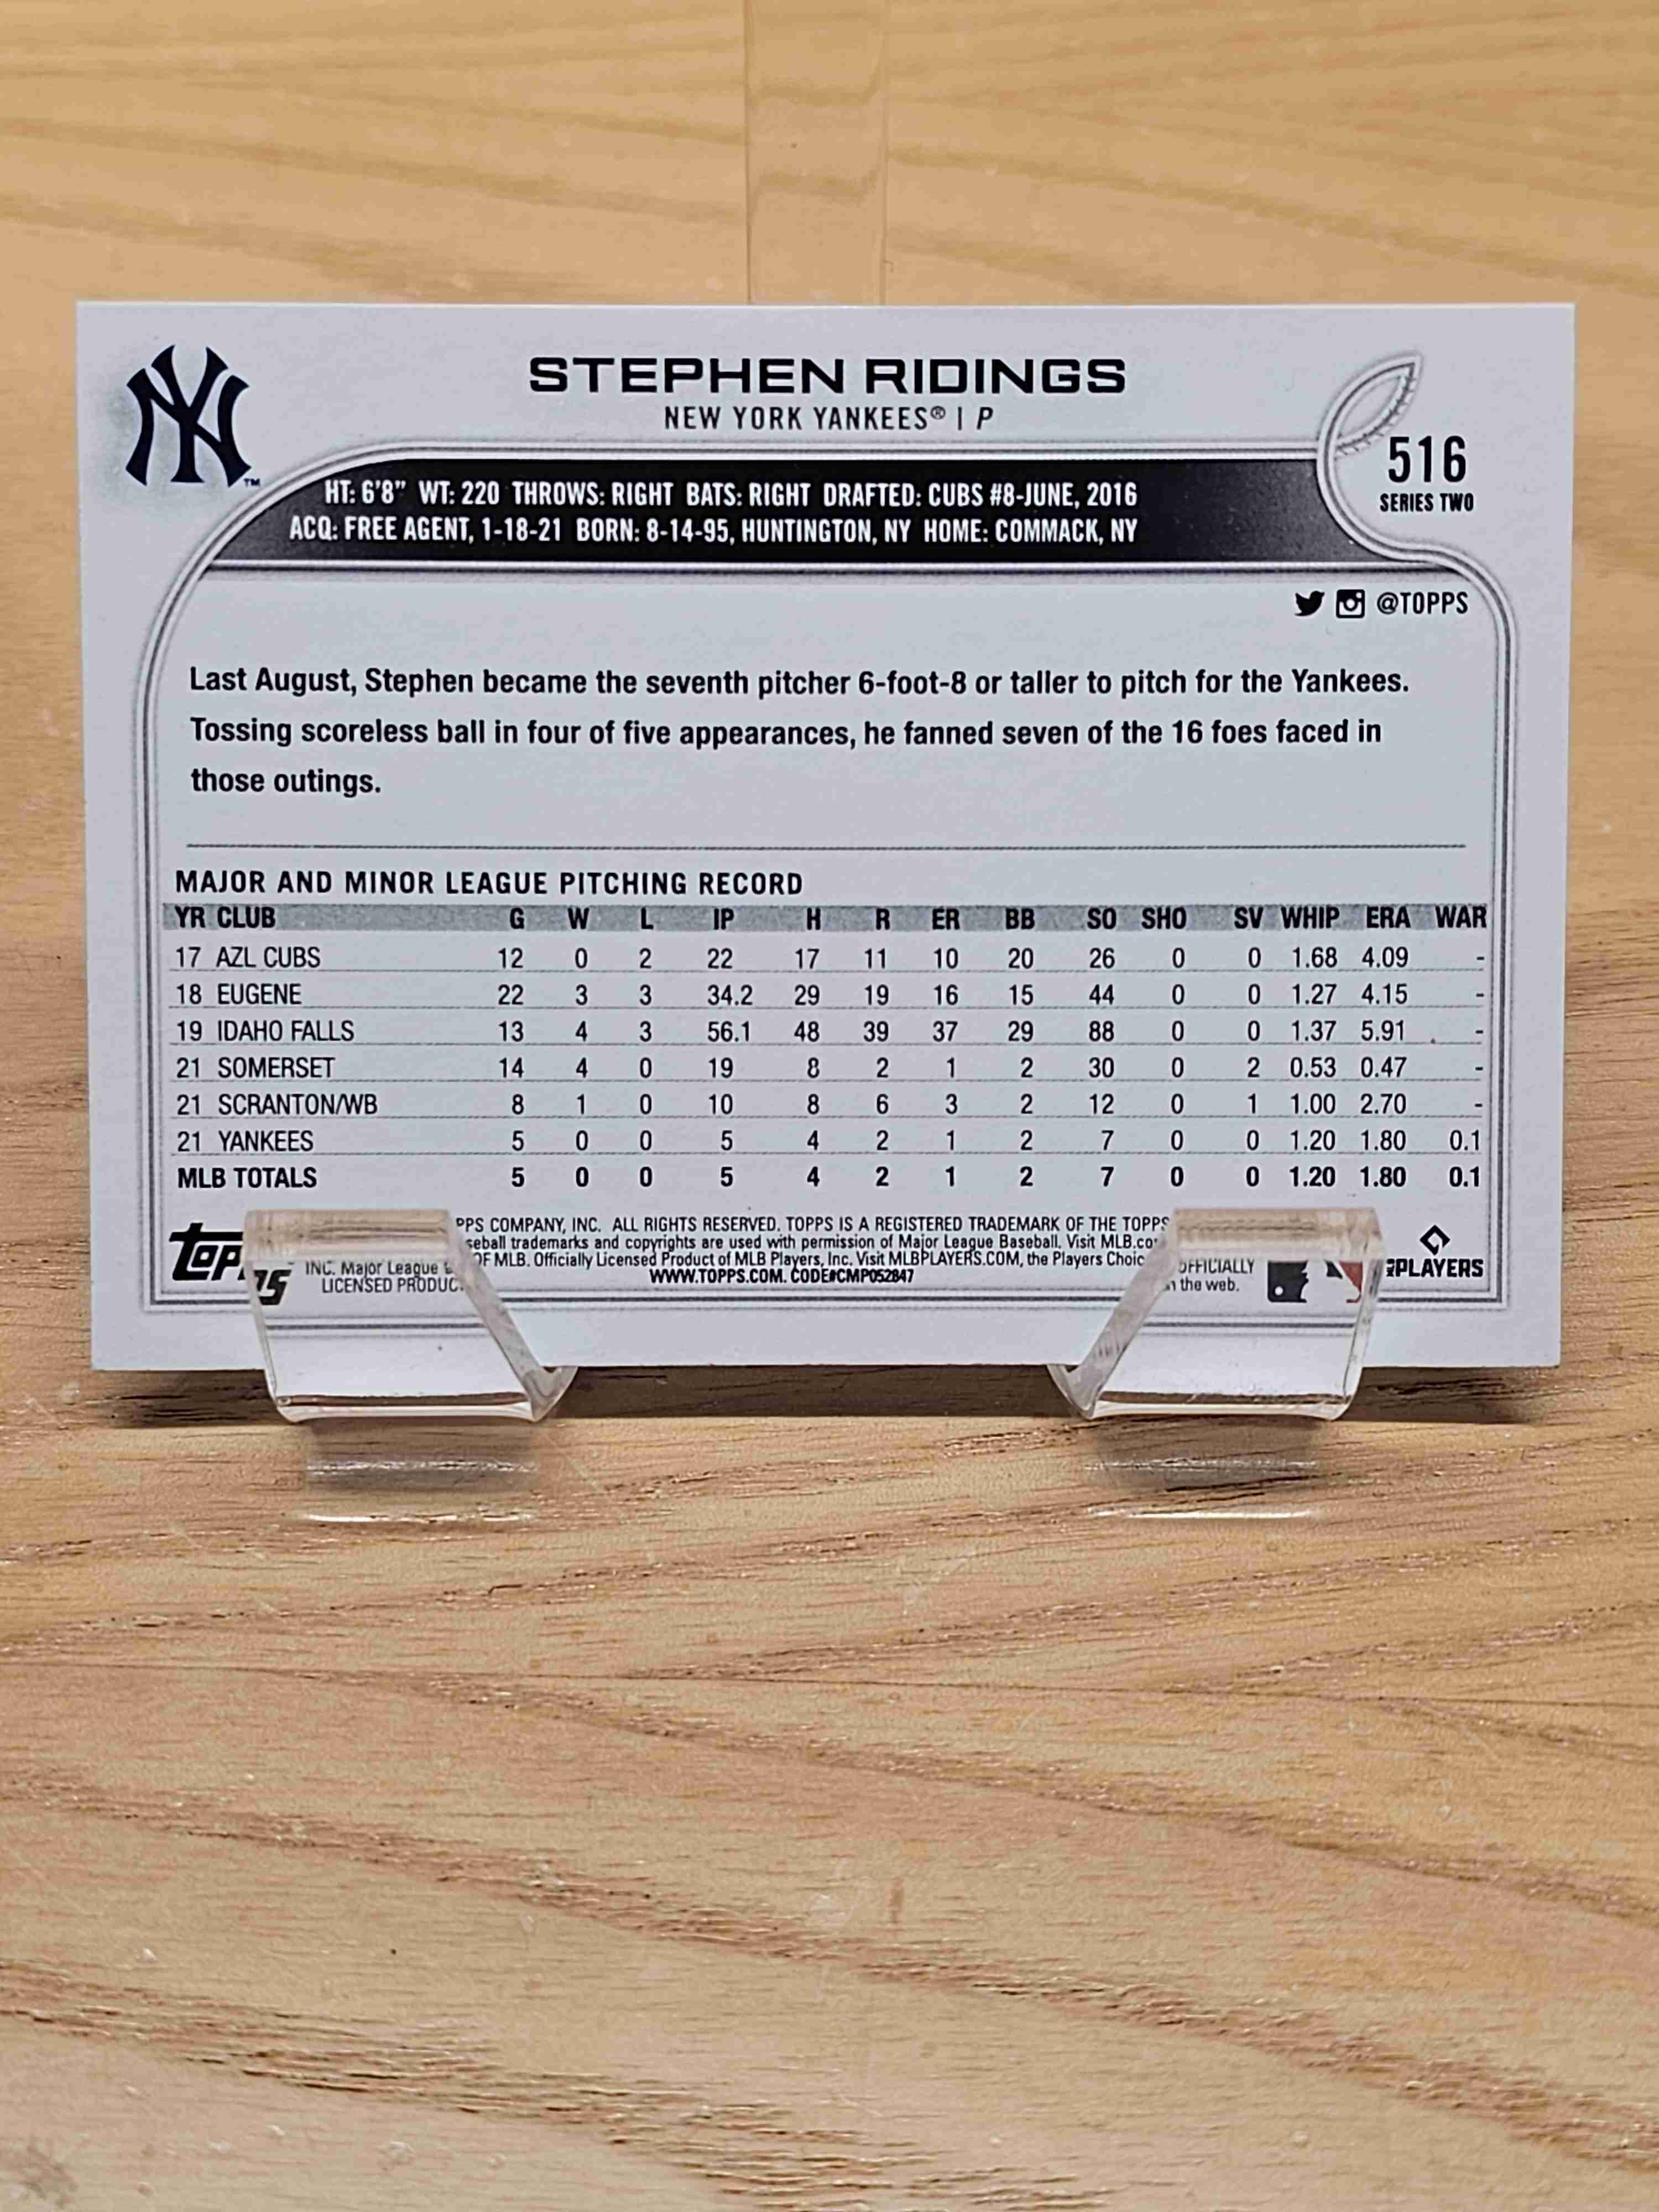 NY™
STEPHEN RIDINGS
NEW YORK YANKEES® | P
516
SERIES TWO
HT: 6'8" WT: 220 THROWS: RIGHT BATS: RIGHT DRAFTED: CUBS #8-JUNE, 2016
ACQ: FREE AGENT, 1-18-21 BORN: 8-14-95, HUNTINGTON, NY HOME: COMMACK, NY
@TOPPS
Last August, Stephen became the seventh pitcher 6-foot-8 or taller to pitch for the Yankees.
Tossing scoreless ball in four of five appearances, he fanned seven of the 16 foes faced in
those outings.
MAJOR AND MINOR LEAGUE PITCHING RECORD
YR CLUB G W L IP H R ER BB SO SHO SV WHIP ERA WAR
17 AZL CUBS 12 0 2 22 17 11 10 20 26 0 0 1.68 4.09 -
18 EUGENE 22 3 3 34.2 29 19 16 15 44 0 0 1.27 4.15 -
19 IDAHO FALLS 13 4 3 56.1 48 39 37 29 88 0 0 1.37 5.91 -
21 SOMERSET 14 4 0 19 8 2 1 2 30 0 2 0.53 0.47 -
21 SCRANTON/WB 8 1 0 10 8 6 3 2 12 0 1 1.00 2.70 -
21 YANKEES 5 0 0 5 4 2 1 2 7 0 0 1.20 1.80 0.1
MLB TOTALS 5 0 0 5 4 2 1 2 7 0 0 1.20 1.80 0.1
topps
COMPANY, INC. ALL RIGHTS RESERVED. TOPPS IS A REGISTERED TRADEMARK OF THE TOPPS
INC. Major League trademarks and copyrights are used with permission of Major League Baseball. Visit
OFFICIALLY
LICENSED OF MLB. Officially Licensed Product of MLB Players, Inc. Visit MLBPLAYERS.COM, the Players
the web.
WWW.TOPPS.COM. CODE#CMP052847
PLAYERS